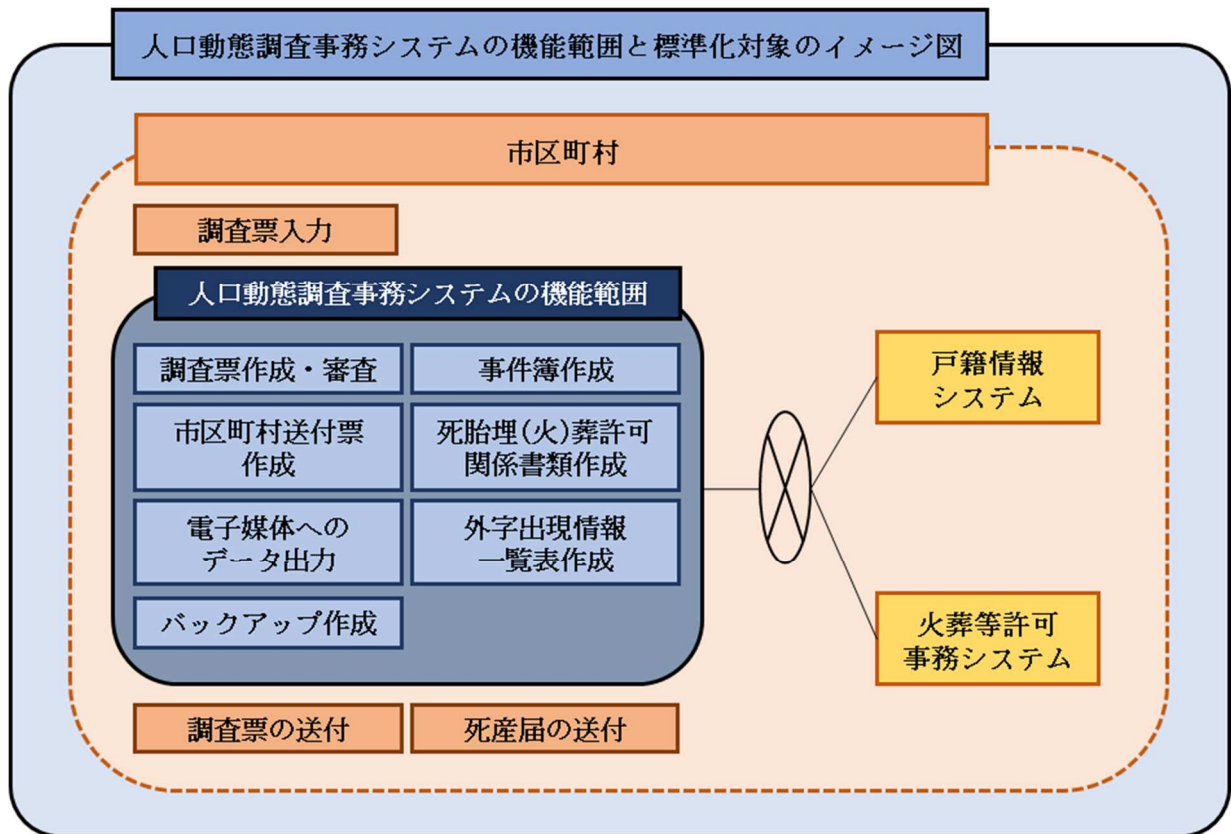 人口動態調査事務システムの機能範囲と標準化対象のイメージ図
市区町村
調査票入力
人口動態調査事務システムの機能範囲
調査票作成・審査
事件簿作成
市区町村送付票
作成
死胎埋(火)葬許可
関係書類作成
電子媒体への
データ出力
外字出現情報
一覧表作成
バックアップ作成
調査票の送付
死産届の送付
戸籍情報
システム
火葬等許可
事務システム